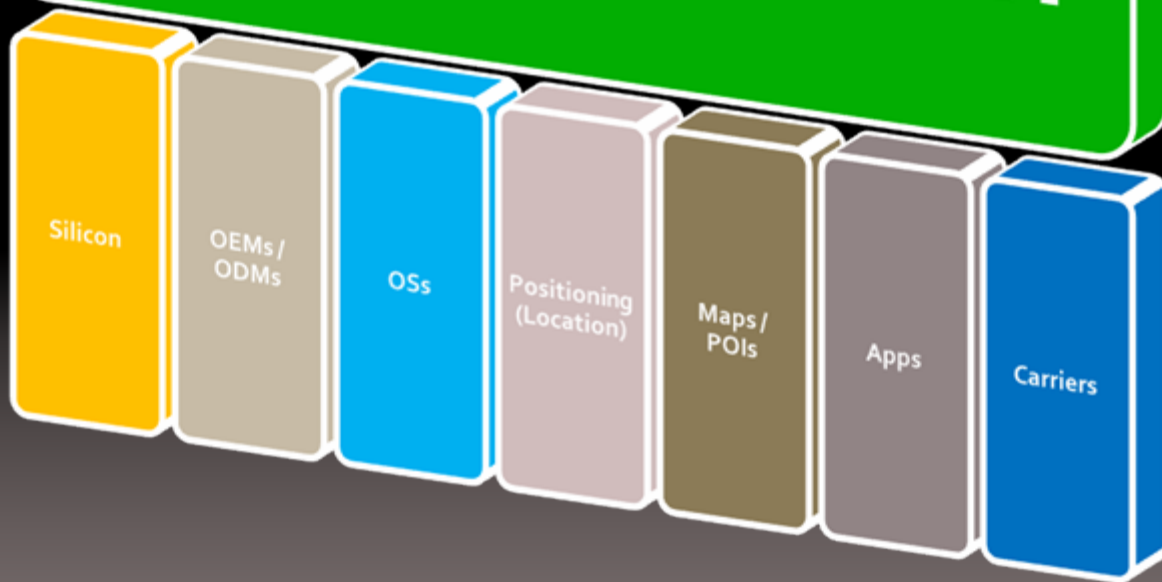 Silicon
OEMs/
ODMs
OSs
Positioning
(Location)
Maps/
POIs
Apps
Carriers